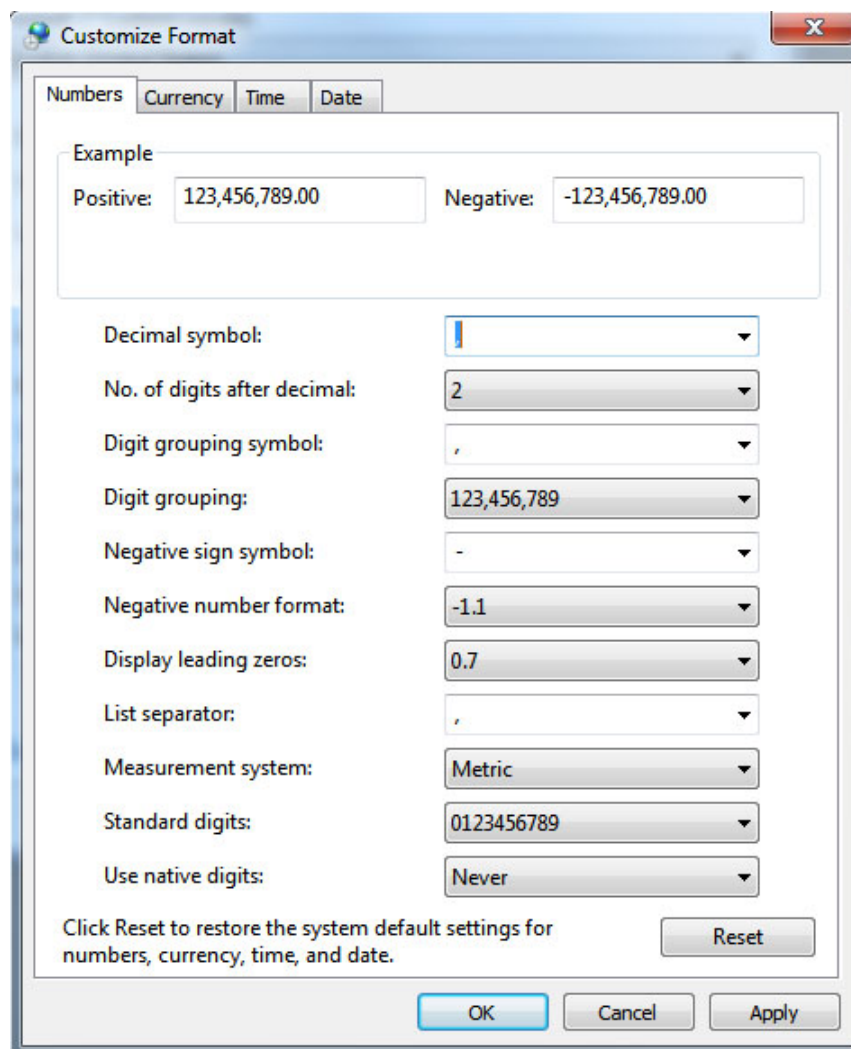 Customize Format
Numbers Currency Time Date
Example
Positive: 123,456,789.00 Negative: -123,456,789.00
Decimal symbol: ,
No. of digits after decimal: 2
Digit grouping symbol: ,
Digit grouping: 123,456,789
Negative sign symbol: -
Negative number format: -1.1
Display leading zeros: 0.7
List separator: ,
Measurement system: Metric
Standard digits: 0123456789
Use native digits: Never
Click Reset to restore the system default settings for
numbers, currency, time, and date.
Reset
OK Cancel Apply